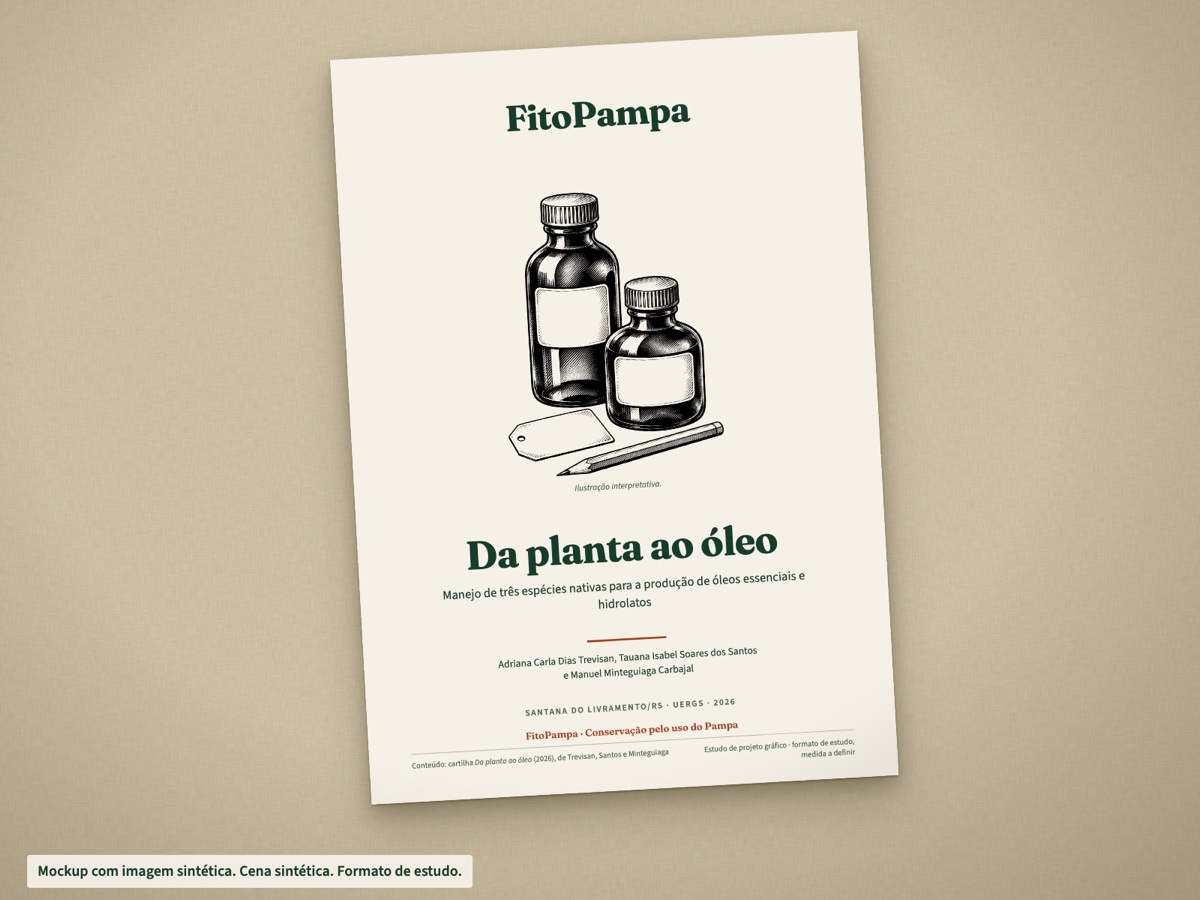 FitoPampa
Ilustração interpretativa.
Da planta ao óleo
Manejo de três espécies nativas para a produção de óleos essenciais e
hidrolatos
Adriana Carla Dias Trevisan, Tauana Isabel Soares dos Santos
e Manuel Minteguiaga Carbajal
SANTANA DO LIVRAMENTO/RS · UERGS · 2026
FitoPampa · Conservação pelo uso do Pampa
Conteúdo: cartilha Da planta ao óleo (2026), de Trevisan, Santos e Minteguiaga
Estudo de projeto gráfico · formato de estudo,
medida a definir
Mockup com imagem sintética. Cena sintética. Formato de estudo.